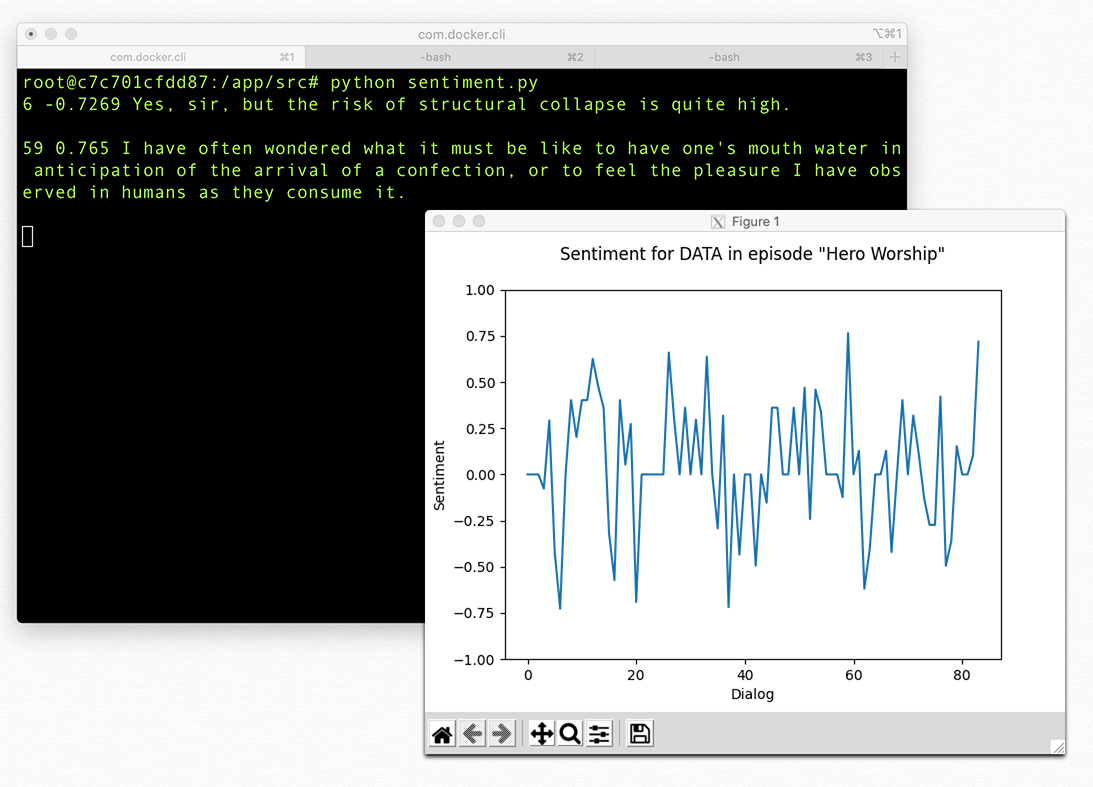 com.docker.cli
⌥⌘1
com.docker.cli ⌘1 -bash ⌘2 -bash ⌘3 +
root@c7c701cfdd87:/app/src# python sentiment.py
6 -0.7269 Yes, sir, but the risk of structural collapse is quite high.
59 0.765 I have often wondered what it must be like to have one's mouth water in
anticipation of the arrival of a confection, or to feel the pleasure I have obs
erved in humans as they consume it.
X Figure 1
Sentiment for DATA in episode "Hero Worship"
1.00
0.75
0.50
0.25
0.00
−0.25
−0.50
−0.75
−1.00
Sentiment
0 20 40 60 80
Dialog